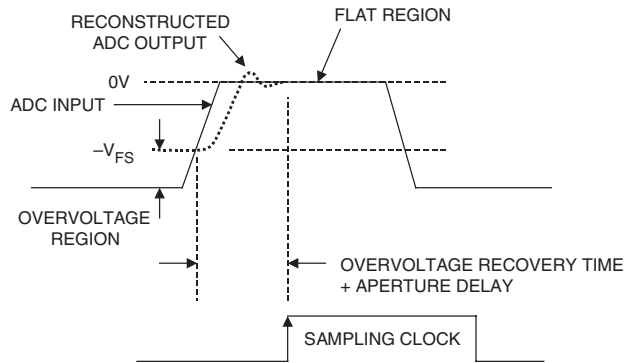 RECONSTRUCTED
ADC OUTPUT
FLAT REGION
0V
ADC INPUT
–VFS
OVERVOLTAGE
REGION
OVERVOLTAGE RECOVERY TIME
+ APERTURE DELAY
SAMPLING CLOCK